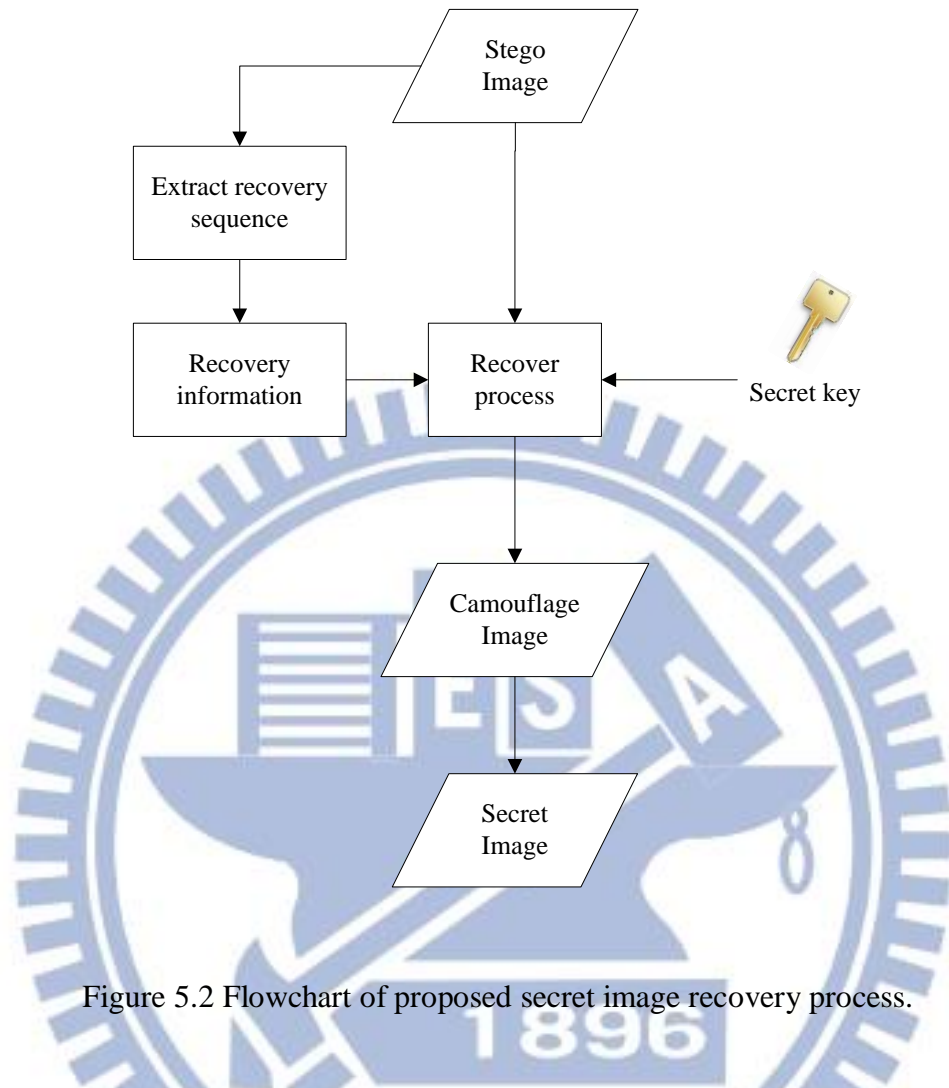 Stego
Image
Extract recovery
sequence
Recovery
information
Recover
process
Secret key
Camouflage
Image
E S A
Secret
Image
Figure 5.2 Flowchart of proposed secret image recovery process.
1896